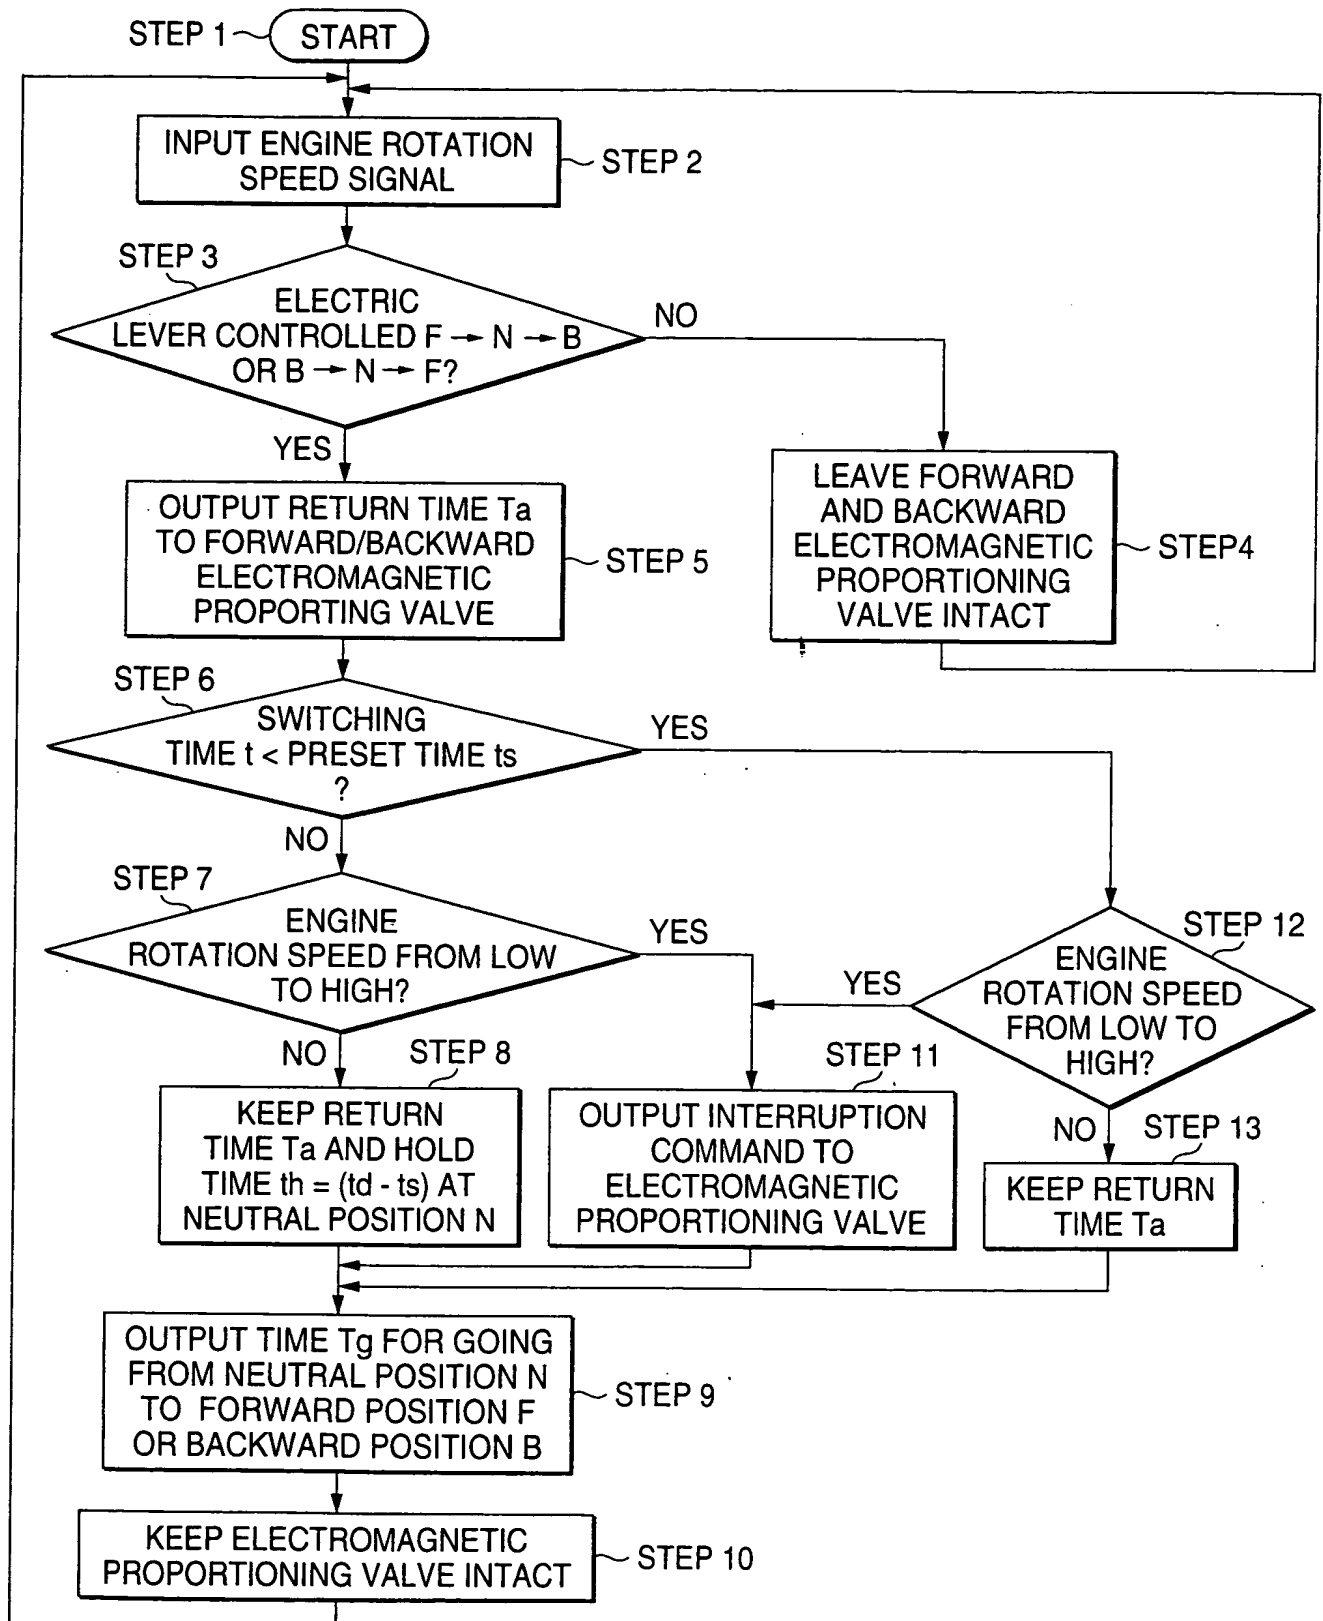 STEP 1
START
INPUT ENGINE ROTATION
SPEED SIGNAL
STEP 2
STEP 3
ELECTRIC
LEVER CONTROLLED F → N → B
OR B → N → F?
NO
YES
LEAVE FORWARD
AND BACKWARD
ELECTROMAGNETIC
PROPORTIONING
VALVE INTACT
STEP4
OUTPUT RETURN TIME Ta
TO FORWARD/BACKWARD
ELECTROMAGNETIC
PROPORTING VALVE
STEP 5
STEP 6
SWITCHING
TIME t < PRESET TIME ts
?
YES
NO
STEP 7
ENGINE
ROTATION SPEED FROM LOW
TO HIGH?
YES
NO
STEP 12
ENGINE
ROTATION SPEED
FROM LOW TO
HIGH?
YES
NO
STEP 8
KEEP RETURN
TIME Ta AND HOLD
TIME th = (td - ts) AT
NEUTRAL POSITION N
STEP 11
OUTPUT INTERRUPTION
COMMAND TO
ELECTROMAGNETIC
PROPORTIONING VALVE
STEP 13
KEEP RETURN
TIME Ta
OUTPUT TIME Tg FOR GOING
FROM NEUTRAL POSITION N
TO FORWARD POSITION F
OR BACKWARD POSITION B
STEP 9
KEEP ELECTROMAGNETIC
PROPORTIONING VALVE INTACT
STEP 10